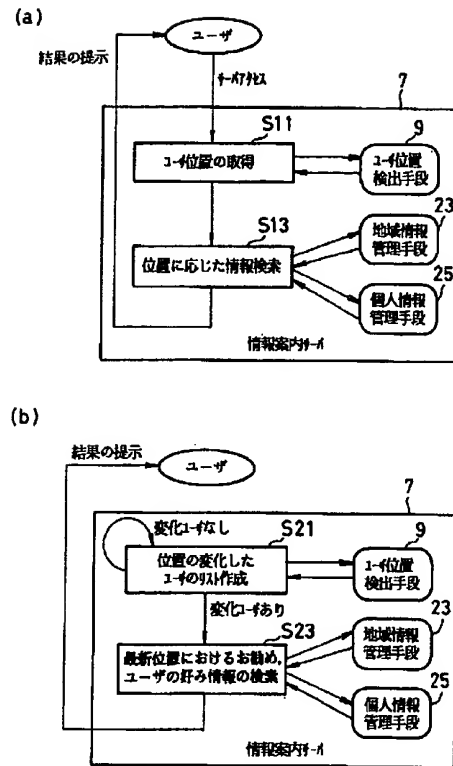 (a)
ユーザ
結果の提示
サーバアクセス
7
S11
9
ユーザ位置の取得
ユーザ位置
検出手段
23
S13
地域情報
管理手段
位置に応じた情報検索
25
個人情報
管理手段
情報案内サーバ
(b)
結果の提示
ユーザ
7
変化ユーザなし
S21
9
位置の変化した
ユーザのリスト作成
ユーザ位置
検出手段
変化ユーザあり
23
S23
地域情報
管理手段
最新位置におけるお勧め,
ユーザの好み情報の検索
25
個人情報
管理手段
情報案内サーバ